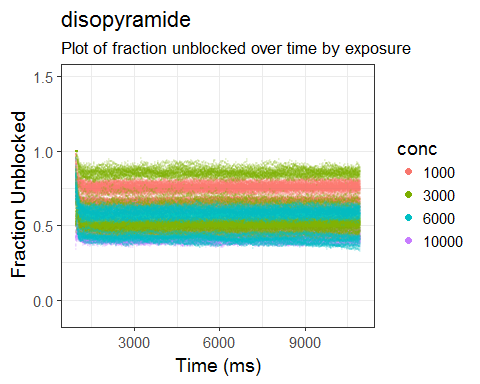 disopyramide
Plot of fraction unblocked over time by exposure
1.5
1.0
0.5
0.0
Fraction Unblocked
3000
6000
9000
Time (ms)
conc
1000
3000
6000
10000